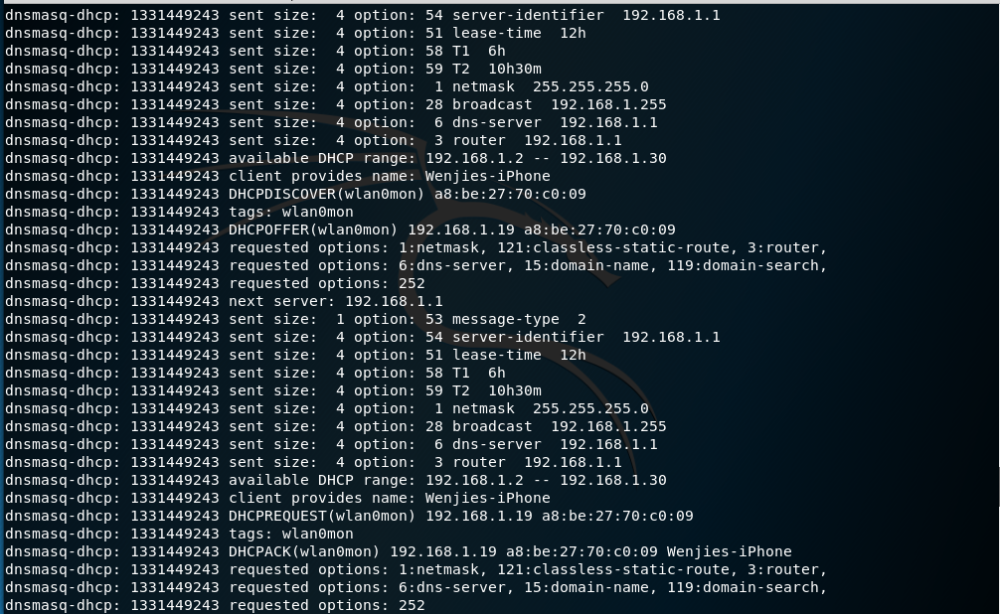 dnsmasq-dhcp: 1331449243 sent size:  4 option: 54 server-identifier  192.168.1.1
dnsmasq-dhcp: 1331449243 sent size:  4 option: 51 lease-time  12h
dnsmasq-dhcp: 1331449243 sent size:  4 option: 58 T1  6h
dnsmasq-dhcp: 1331449243 sent size:  4 option: 59 T2  10h30m
dnsmasq-dhcp: 1331449243 sent size:  4 option:  1 netmask  255.255.255.0
dnsmasq-dhcp: 1331449243 sent size:  4 option: 28 broadcast  192.168.1.255
dnsmasq-dhcp: 1331449243 sent size:  4 option:  6 dns-server  192.168.1.1
dnsmasq-dhcp: 1331449243 sent size:  4 option:  3 router  192.168.1.1
dnsmasq-dhcp: 1331449243 available DHCP range: 192.168.1.2 -- 192.168.1.30
dnsmasq-dhcp: 1331449243 client provides name: Wenjies-iPhone
dnsmasq-dhcp: 1331449243 DHCPDISCOVER(wlan0mon) a8:be:27:70:c0:09
dnsmasq-dhcp: 1331449243 tags: wlan0mon
dnsmasq-dhcp: 1331449243 DHCPOFFER(wlan0mon) 192.168.1.19 a8:be:27:70:c0:09
dnsmasq-dhcp: 1331449243 requested options: 1:netmask, 121:classless-static-route, 3:router,
dnsmasq-dhcp: 1331449243 requested options: 6:dns-server, 15:domain-name, 119:domain-search,
dnsmasq-dhcp: 1331449243 requested options: 252
dnsmasq-dhcp: 1331449243 next server: 192.168.1.1
dnsmasq-dhcp: 1331449243 sent size:  1 option: 53 message-type  2
dnsmasq-dhcp: 1331449243 sent size:  4 option: 54 server-identifier  192.168.1.1
dnsmasq-dhcp: 1331449243 sent size:  4 option: 51 lease-time  12h
dnsmasq-dhcp: 1331449243 sent size:  4 option: 58 T1  6h
dnsmasq-dhcp: 1331449243 sent size:  4 option: 59 T2  10h30m
dnsmasq-dhcp: 1331449243 sent size:  4 option:  1 netmask  255.255.255.0
dnsmasq-dhcp: 1331449243 sent size:  4 option: 28 broadcast  192.168.1.255
dnsmasq-dhcp: 1331449243 sent size:  4 option:  6 dns-server  192.168.1.1
dnsmasq-dhcp: 1331449243 sent size:  4 option:  3 router  192.168.1.1
dnsmasq-dhcp: 1331449243 available DHCP range: 192.168.1.2 -- 192.168.1.30
dnsmasq-dhcp: 1331449243 client provides name: Wenjies-iPhone
dnsmasq-dhcp: 1331449243 DHCPREQUEST(wlan0mon) 192.168.1.19 a8:be:27:70:c0:09
dnsmasq-dhcp: 1331449243 tags: wlan0mon
dnsmasq-dhcp: 1331449243 DHCPACK(wlan0mon) 192.168.1.19 a8:be:27:70:c0:09 Wenjies-iPhone
dnsmasq-dhcp: 1331449243 requested options: 1:netmask, 121:classless-static-route, 3:router,
dnsmasq-dhcp: 1331449243 requested options: 6:dns-server, 15:domain-name, 119:domain-search,
dnsmasq-dhcp: 1331449243 requested options: 252